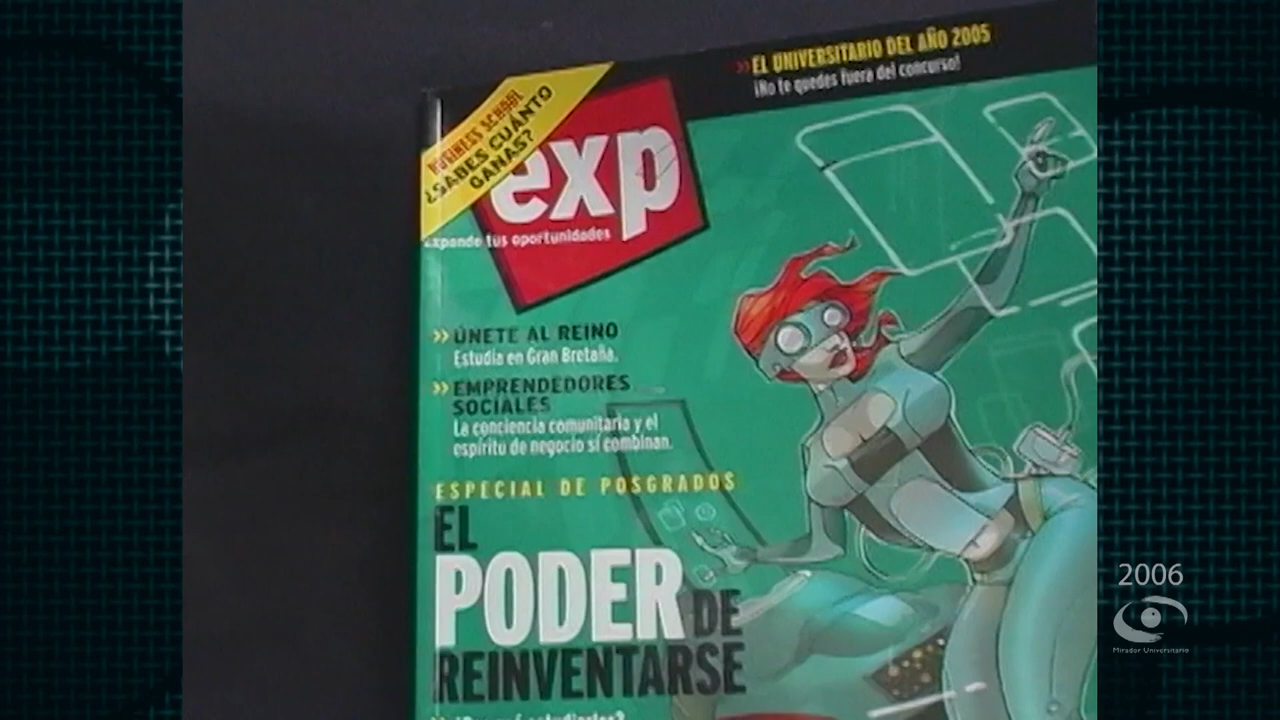 EL UNIVERSITARIO DEL AÑO 2005
¡No te quedes fuera del concurso!
BUSINESS SCHOOL
¿SABES CUÁNTO
GANAS?
exp
Expande tus oportunidades
ÚNETE AL REINO
Estudia en Gran Bretaña.
EMPRENDEDORES
SOCIALES
La conciencia comunitaria y el
espíritu de negocio sí combinan.
ESPECIAL DE POSGRADOS
EL
PODER DE
REINVENTARSE
2006
Mirador Universitario